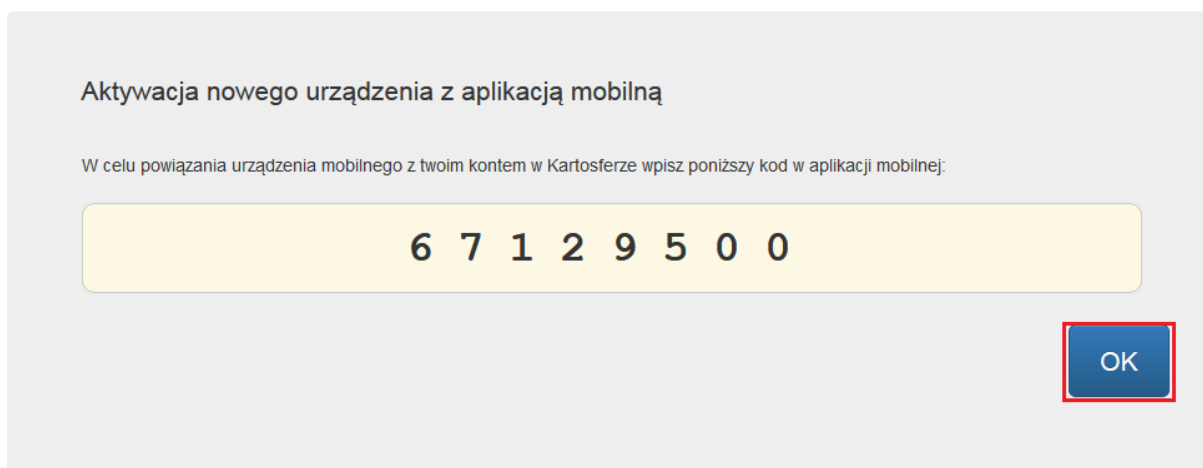 Aktywacja nowego urządzenia z aplikacją mobilną
W celu powiązania urządzenia mobilnego z twoim kontem w Kartosferze wpisz poniższy kod w aplikacji mobilnej:
6 7 1 2 9 5 0 0
OK